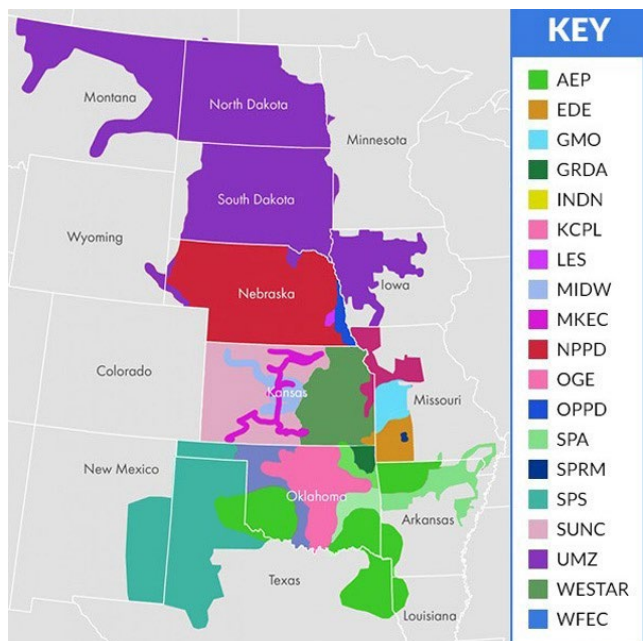 KEY
AEP
EDE
GMO
GRDA
INDN
KCPL
LES
MIDW
MKEC
NPPD
OGE
OPPD
SPA
SPRM
SPS
SUNC
UMZ
WESTAR
WFEC
Montana
North Dakota
Minnesota
South Dakota
Wyoming
Nebraska
Iowa
Colorado
Kansas
Missouri
New Mexico
Oklahoma
Arkansas
Texas
Louisiana